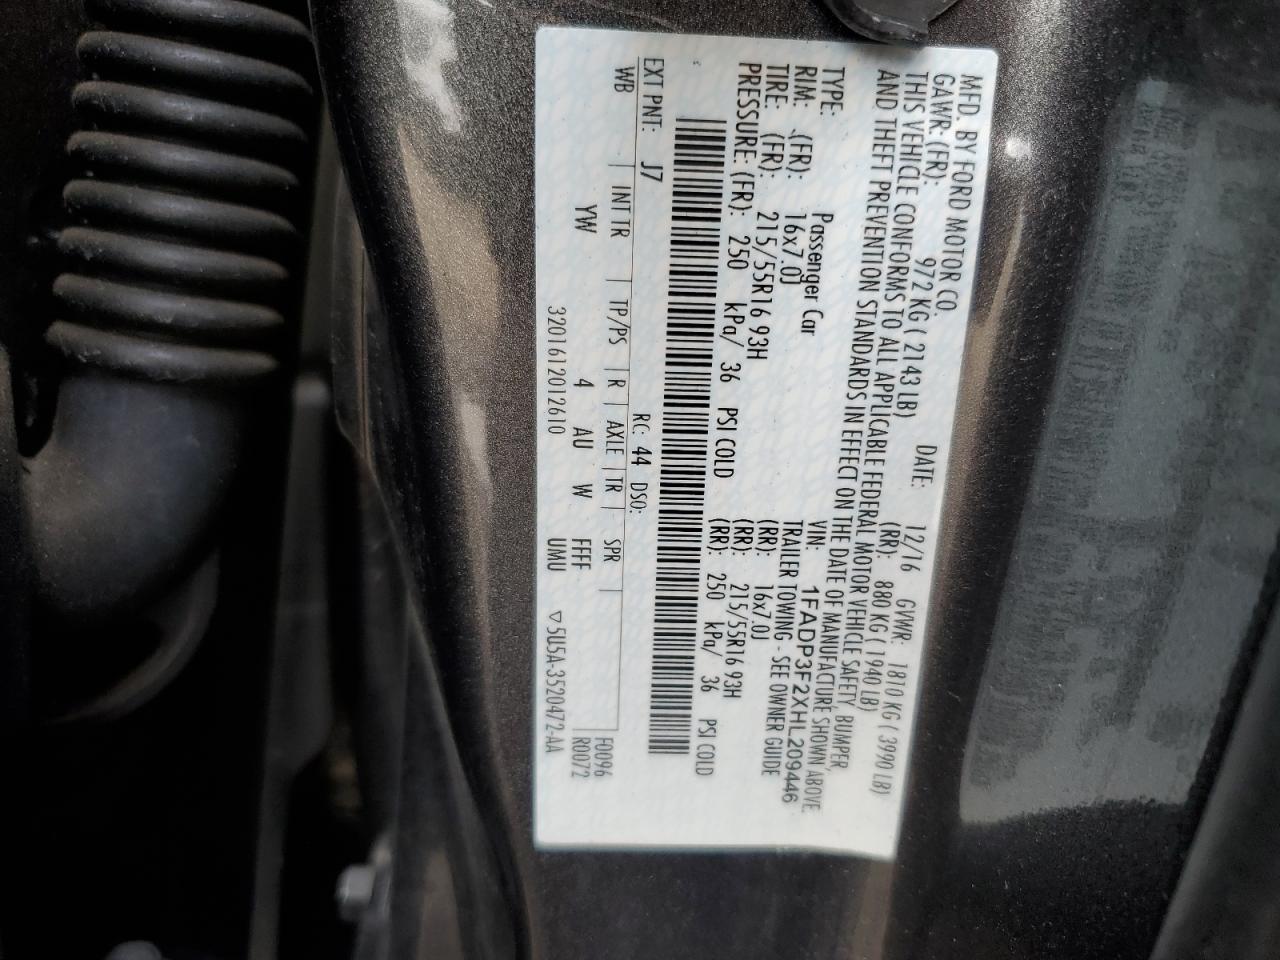 MFD. BY FORD MOTOR CO.
DATE: 12/16 GVWR: 1810 KG ( 3990 LB)
GAWR: (FR): 972 KG ( 2143 LB) (RR): 880 KG ( 1940 LB)
THIS VEHICLE CONFORMS TO ALL APPLICABLE FEDERAL MOTOR VEHICLE SAFETY, BUMPER,
AND THEFT PREVENTION STANDARDS IN EFFECT ON THE DATE OF MANUFACTURE SHOWN ABOVE.
VIN: 1FADP3F2XHL209446
TYPE: Passenger Car TRAILER TOWING - SEE OWNER GUIDE
RIM: (FR): 16x7.0J (RR): 16x7.0J
TIRE: (FR): 215/55R16 93H (RR): 215/55R16 93H
PRESSURE: (FR): 250 kPa/ 36 PSI COLD (RR): 250 kPa/ 36 PSI COLD
EXT PNT: J7 RC: 44 DSO:
WB | INT TR | TP/PS | R | AXLE | TR | SPR | F0096
YW 4 AU W FFF R0072
3201612012610 UMU ▽ 5U5A-3520472-AA